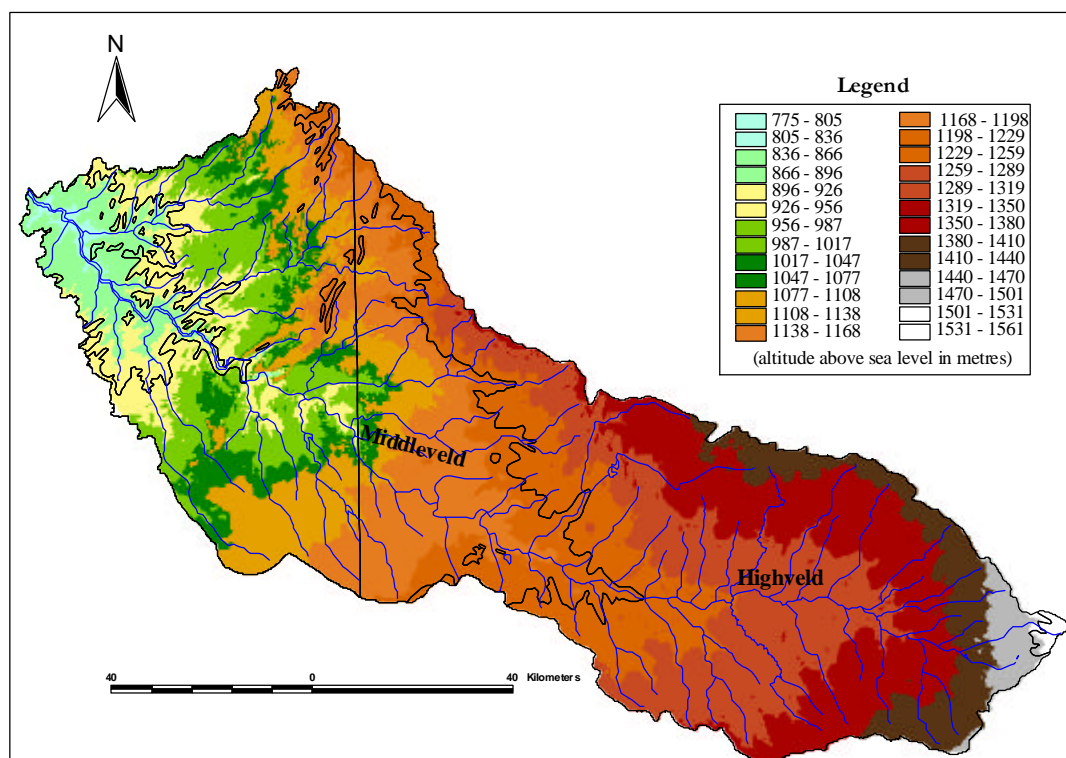 N
Legend
775 - 805
805 - 836
836 - 866
866 - 896
896 - 926
926 - 956
956 - 987
987 - 1017
1017 - 1047
1047 - 1077
1077 - 1108
1108 - 1138
1138 - 1168
1168 - 1198
1198 - 1229
1229 - 1259
1259 - 1289
1289 - 1319
1319 - 1350
1350 - 1380
1380 - 1410
1410 - 1440
1440 - 1470
1470 - 1501
1501 - 1531
1531 - 1561
(altitude above sea level in metres)
Middleveld
Highveld
40 0 40 Kilometers